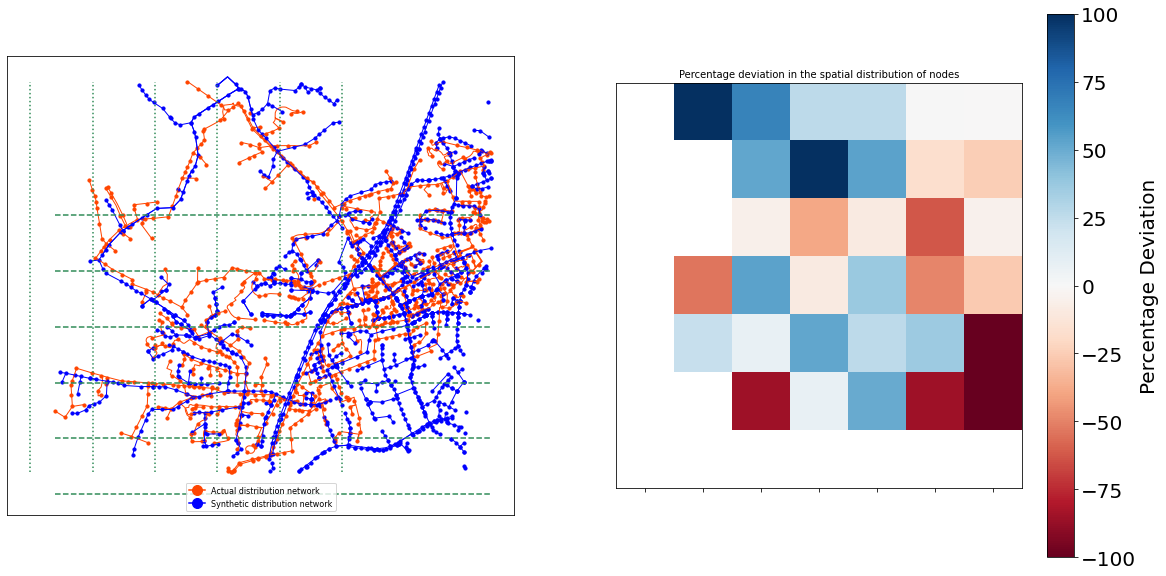 Percentage deviation in the spatial distribution of nodes
Actual distribution network
Synthetic distribution network
100
75
50
25
0
−25
−50
−75
−100
Percentage Deviation